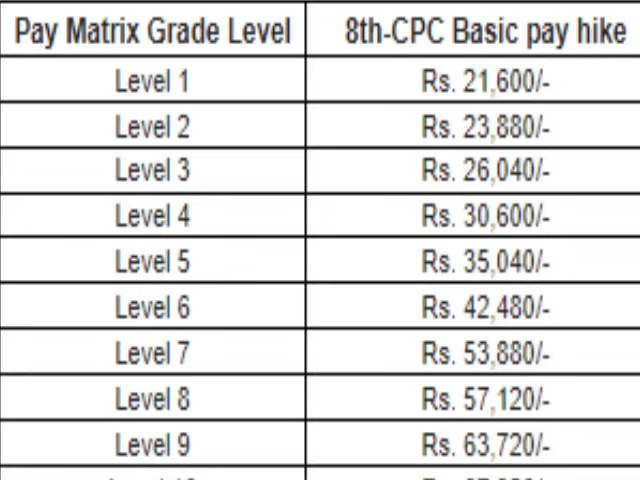 Pay Matrix Grade Level 8th-CPC Basic pay hike
Level 1 Rs. 21,600/-
Level 2 Rs. 23,880/-
Level 3 Rs. 26,040/-
Level 4 Rs. 30,600/-
Level 5 Rs. 35,040/-
Level 6 Rs. 42,480/-
Level 7 Rs. 53,880/-
Level 8 Rs. 57,120/-
Level 9 Rs. 63,720/-